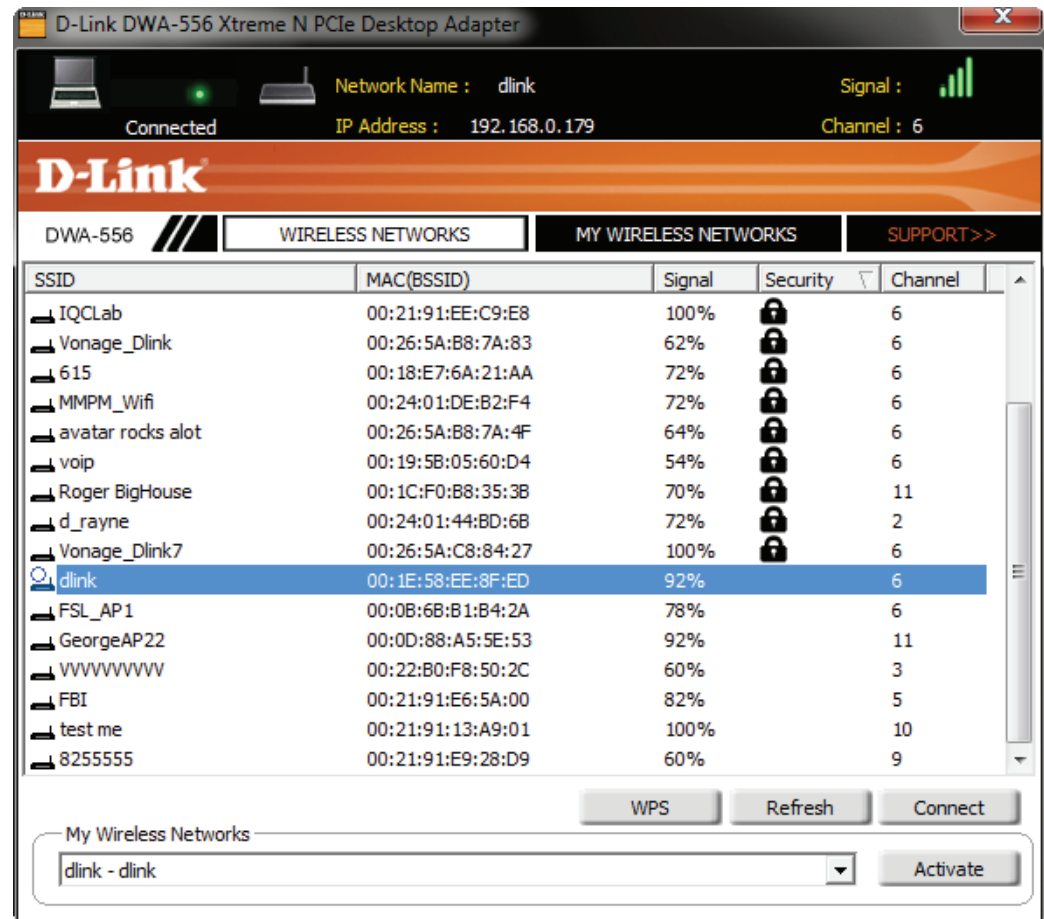 D-Link DWA-556 Xtreme N PCIe Desktop Adapter
Network Name : dlink Signal :
Connected IP Address : 192.168.0.179 Channel : 6
D-Link
DWA-556 WIRELESS NETWORKS MY WIRELESS NETWORKS SUPPORT>>
SSID MAC(BSSID) Signal Security Channel
IQCLab 00:21:91:EE:C9:E8 100% 6
Vonage_Dlink 00:26:5A:B8:7A:83 62% 6
615 00:18:E7:6A:21:AA 72% 6
MMPM_Wifi 00:24:01:DE:B2:F4 72% 6
avatar rocks alot 00:26:5A:B8:7A:4F 64% 6
voip 00:19:5B:05:60:D4 54% 6
Roger BigHouse 00:1C:F0:B8:35:3B 70% 11
d_rayne 00:24:01:44:BD:6B 72% 2
Vonage_Dlink7 00:26:5A:C8:84:27 100% 6
dlink 00:1E:58:EE:8F:ED 92% 6
FSL_AP1 00:0B:6B:B1:B4:2A 78% 6
GeorgeAP22 00:0D:88:A5:5E:53 92% 11
VVVVVVVVVV 00:22:B0:F8:50:2C 60% 3
FBI 00:21:91:E6:5A:00 82% 5
test me 00:21:91:13:A9:01 100% 10
8255555 00:21:91:E9:28:D9 60% 9
WPS Refresh Connect
My Wireless Networks
dlink - dlink Activate